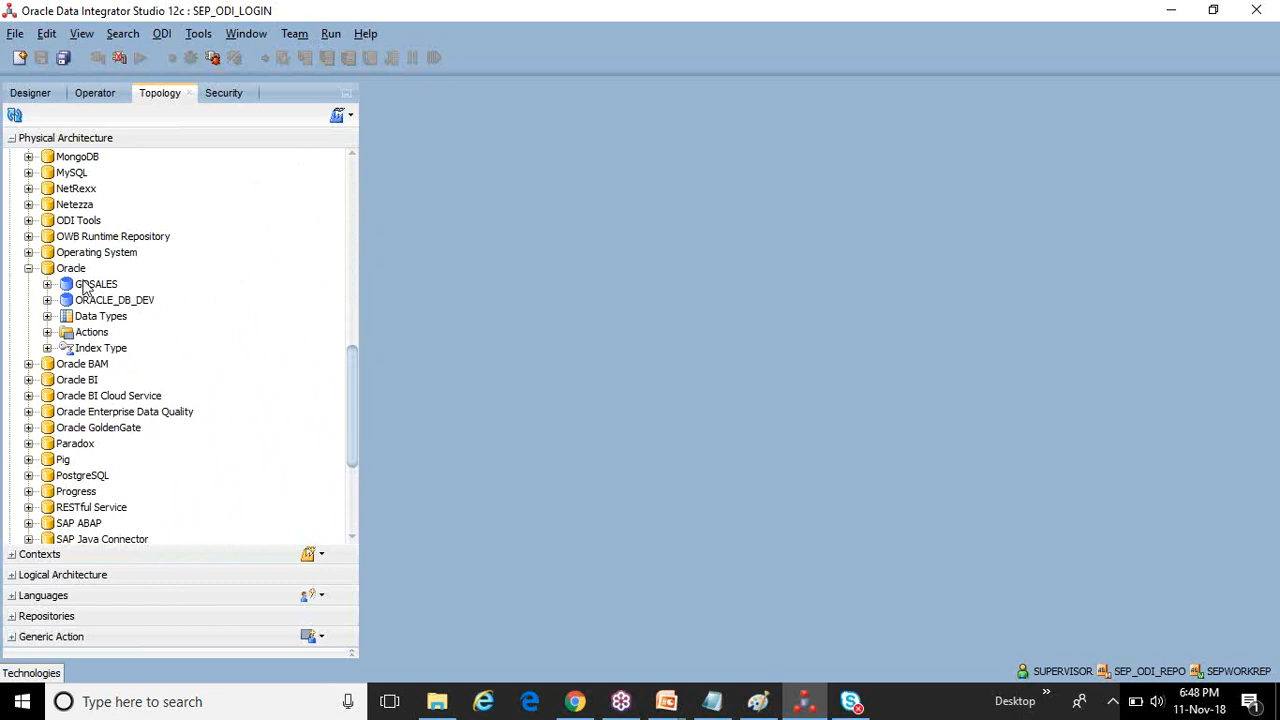 Oracle Data Integrator Studio 12c : SEP_ODI_LOGIN
File Edit View Search ODI Tools Window Team Run Help
Designer Operator Topology Security
Physical Architecture
MongoDB
MySQL
NetRexx
Netezza
ODI Tools
OWB Runtime Repository
Operating System
Oracle
ORACLE_DB_DEV
Data Types
Actions
Index Type
Oracle BAM
Oracle BI
Oracle BI Cloud Service
Oracle Enterprise Data Quality
Oracle GoldenGate
Paradox
Pig
PostgreSQL
Progress
RESTful Service
SAP ABAP
SAP Java Connector
Contexts
Logical Architecture
Languages
Repositories
Generic Action
Technologies
SUPERVISOR SEP_ODI_REPO SEPWORKREP
Type here to search
Desktop
6:48 PM
11-Nov-18
1